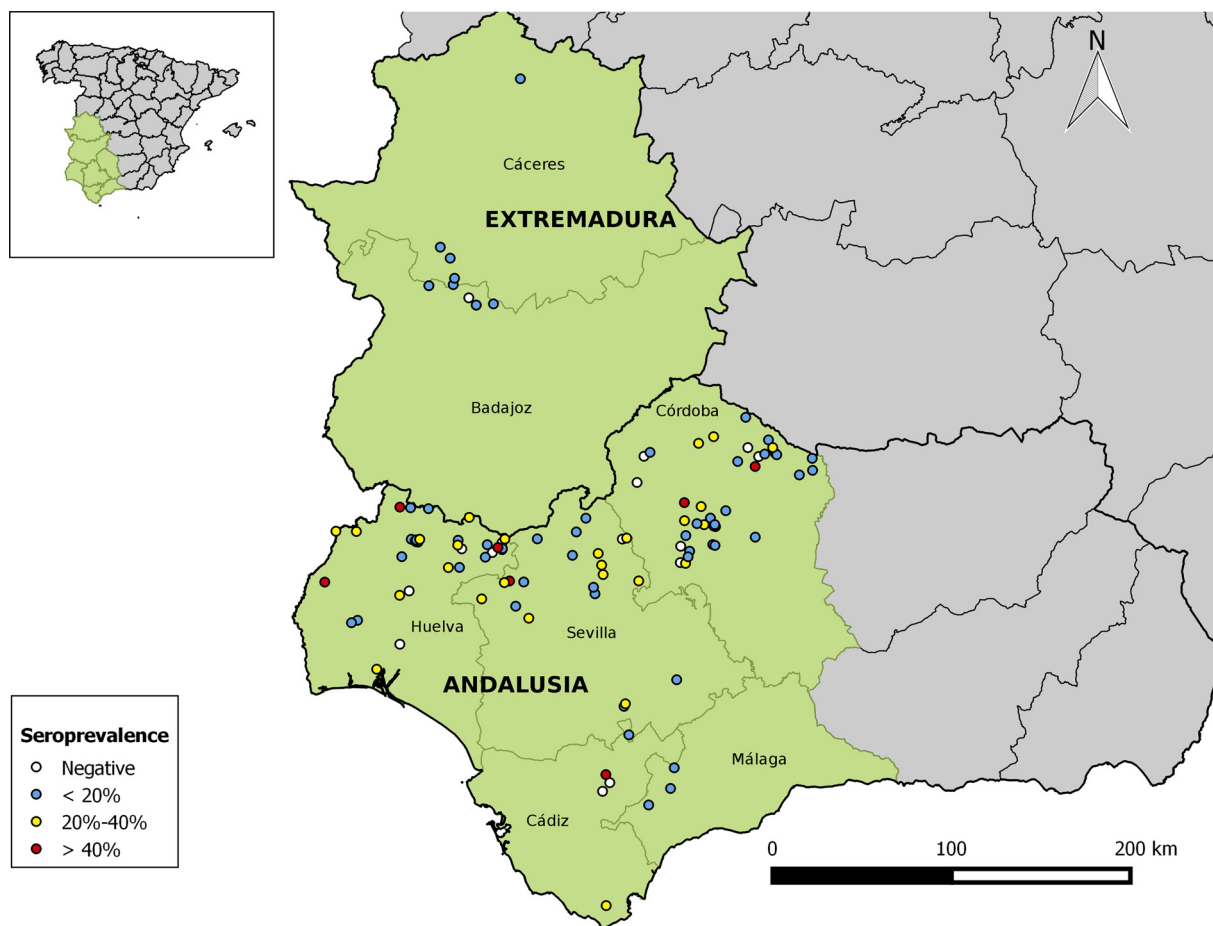 N
Cáceres
EXTREMADURA
Badajoz
Córdoba
Huelva
Sevilla
ANDALUSIA
Málaga
Cádiz
Seroprevalence
Negative
< 20%
20%-40%
> 40%
0 100 200 km